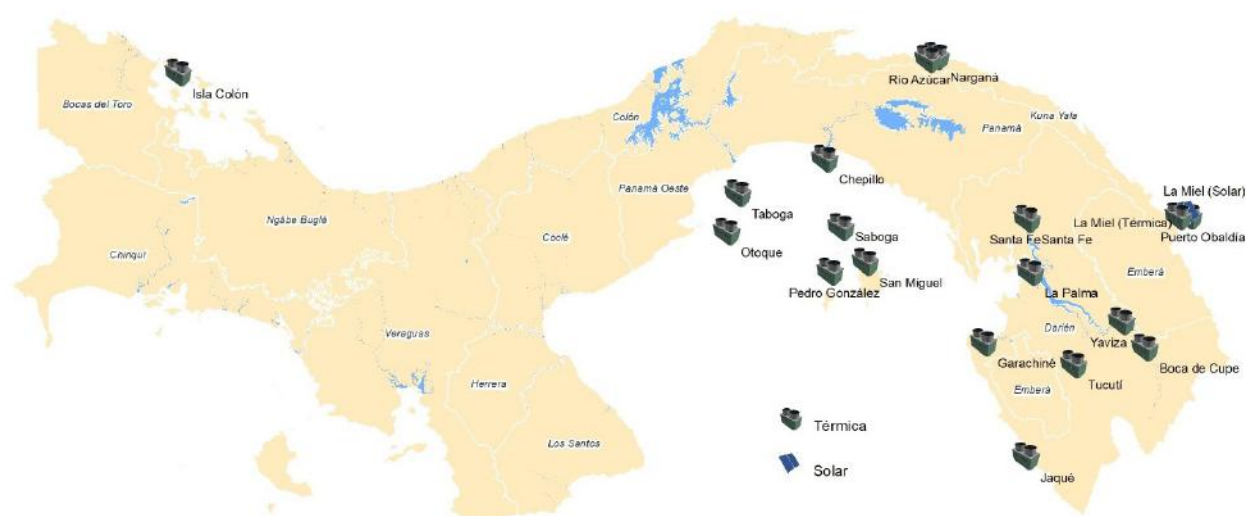 Isla Colón
Bocas del Toro
Río Azúcar Narganá
Colón
Kuna Yala
Panamá
Chepillo
Panamá Oeste
La Miel (Solar)
Taboga
Ngäbe Buglé
La Miel (Térmica)
Coclé
Saboga
Santa FeSanta Fe
Puerto Obaldía
Otoque
Chiriquí
San Miguel
Emberá
Pedro González
La Palma
Veraguas
Darién
Yaviza
Garachiné
Boca de Cupe
Herrera
Emberá
Tucutí
Térmica
Los Santos
Solar
Jaqué